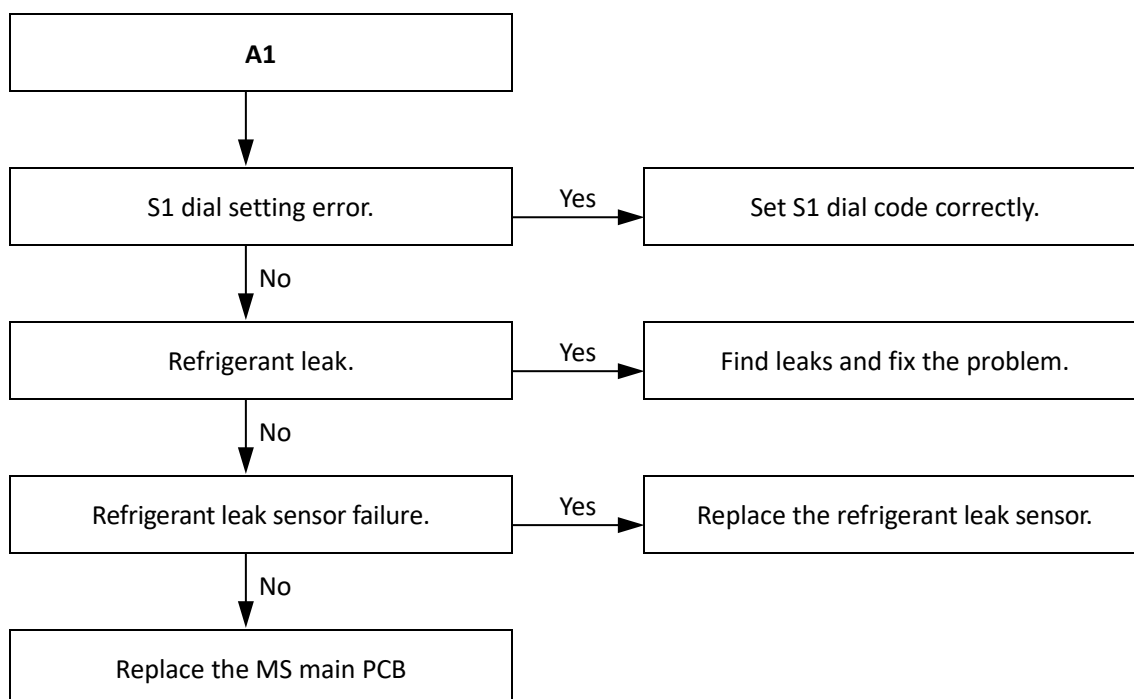 A1
S1 dial setting error.
Yes
Set S1 dial code correctly.
No
Refrigerant leak.
Yes
Find leaks and fix the problem.
No
Refrigerant leak sensor failure.
Yes
Replace the refrigerant leak sensor.
No
Replace the MS main PCB